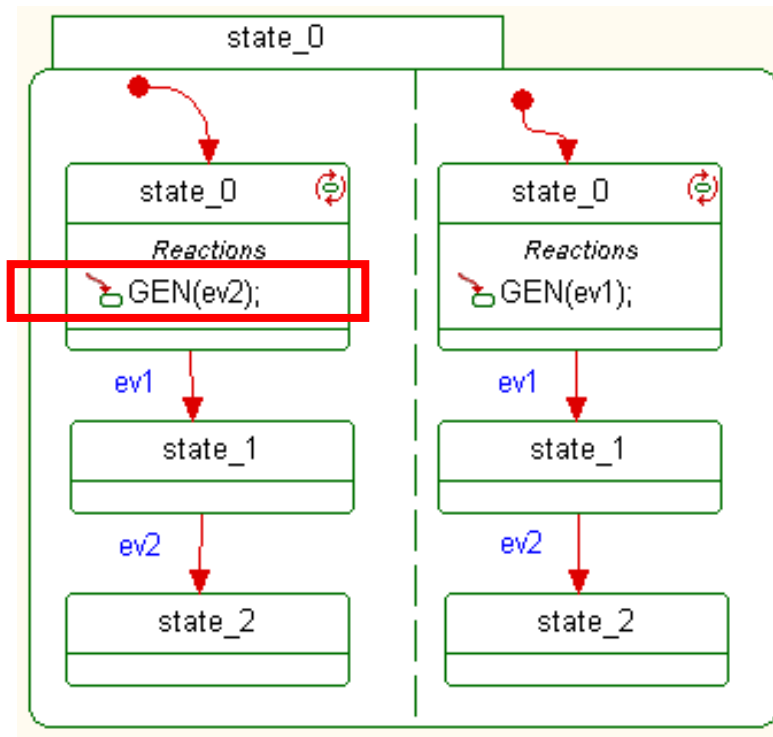 state_0
state_0
Reactions
GEN(ev2);
ev1
state_1
ev2
state_2
state_0
Reactions
GEN(ev1);
ev1
state_1
ev2
state_2